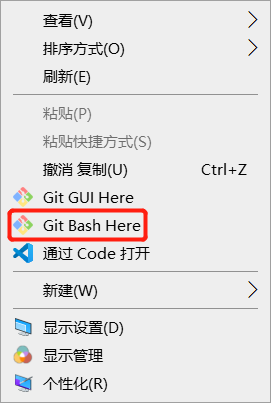 查看(V)
排序方式(O)
刷新(E)
粘贴(P)
粘贴快捷方式(S)
撤消 复制(U) Ctrl+Z
Git GUI Here
Git Bash Here
通过 Code 打开
新建(W)
显示设置(D)
显示管理
个性化(R)